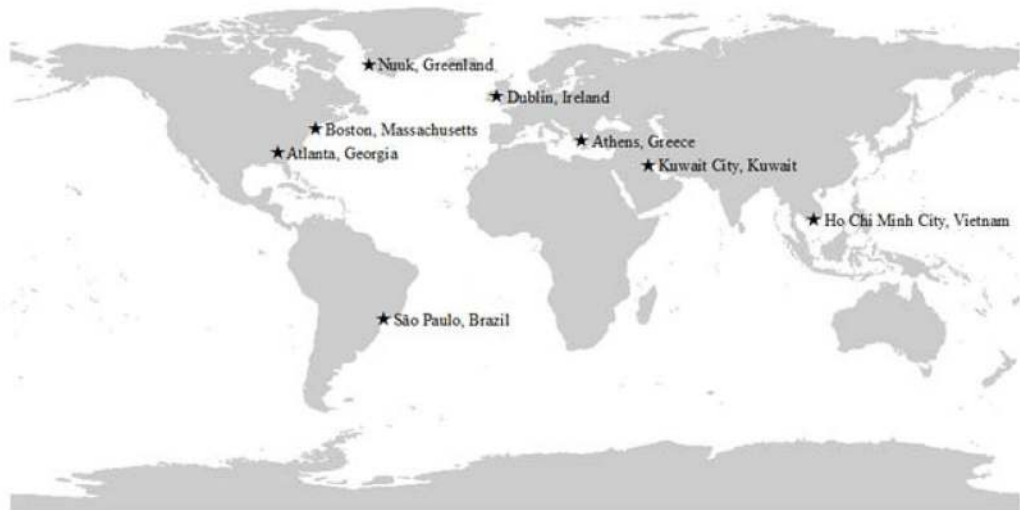 Nuuk, Greenland
Dublin, Ireland
Boston, Massachusetts
Athens, Greece
Atlanta, Georgia
Kuwait City, Kuwait
Ho Chi Minh City, Vietnam
São Paulo, Brazil